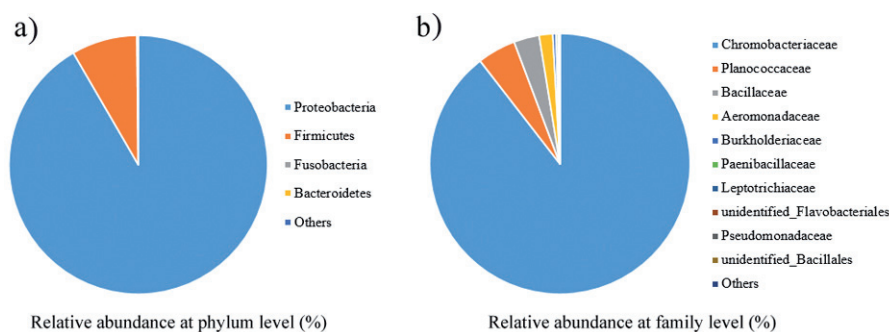 a)
Proteobacteria
Firmicutes
Fusobacteria
Bacteroidetes
Others
Relative abundance at phylum level (%)
b)
Chromobacteriaceae
Planococcaceae
Bacillaceae
Aeromonadaceae
Burkholderiaceae
Paenibacillaceae
Leptotrichiaceae
unidentified_Flavobacteriales
Pseudomonadaceae
unidentified_Bacillales
Others
Relative abundance at family level (%)